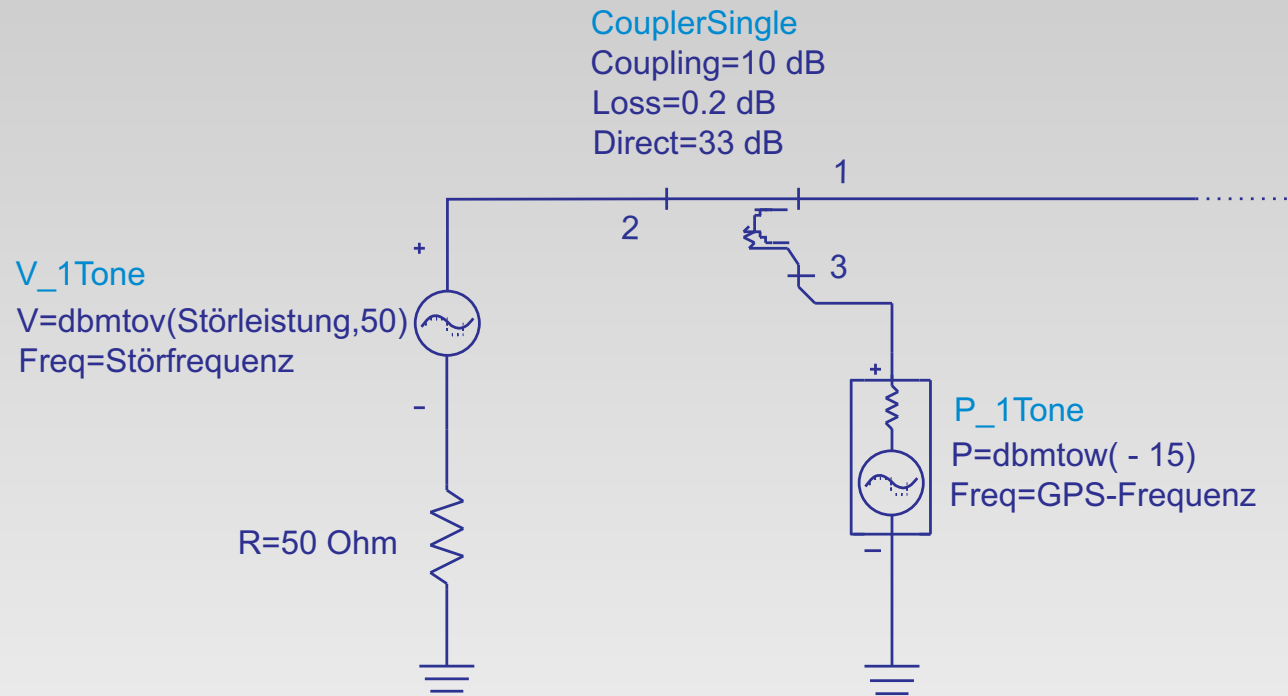 CouplerSingle
Coupling=10 dB
Loss=0.2 dB
Direct=33 dB
1
2
3
+
V_1Tone
V=dbmtov(Störleistung,50)
Freq=Störfrequenz
-
+
P_1Tone
P=dbmtow( - 15)
Freq=GPS-Frequenz
-
R=50 Ohm